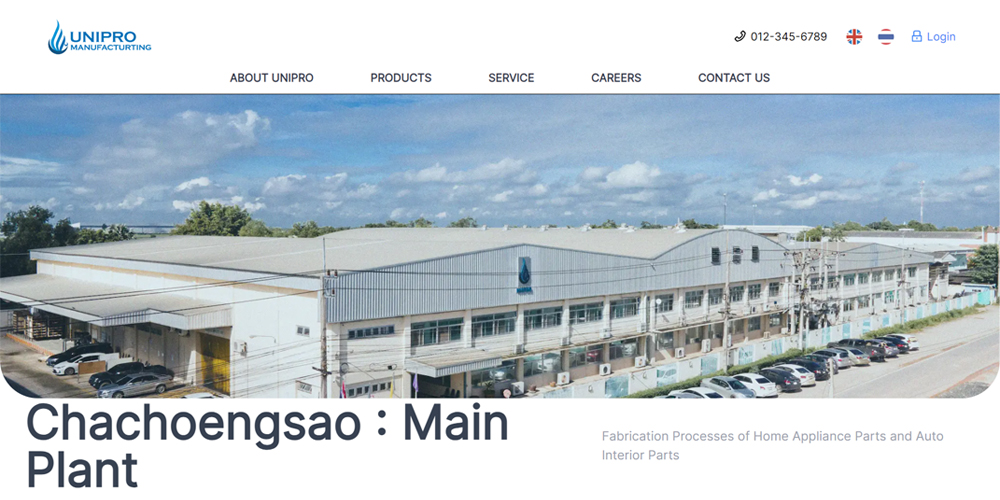 UNIPRO
MANUFACTURTING
012-345-6789
Login
ABOUT UNIPRO
PRODUCTS
SERVICE
CAREERS
CONTACT US
Chachoengsao : Main
Plant
Fabrication Processes of Home Appliance Parts and Auto
Interior Parts